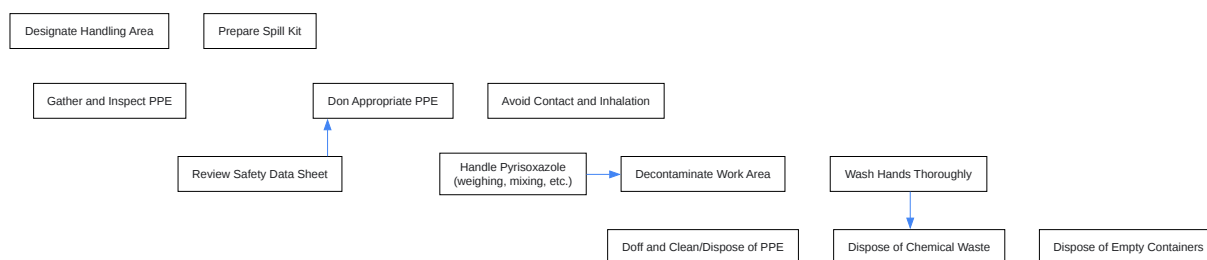 Designate Handling Area
Prepare Spill Kit
Gather and Inspect PPE
Don Appropriate PPE
Avoid Contact and Inhalation
Review Safety Data Sheet
Handle Pyrisoxazole
(weighing, mixing, etc.)
Decontaminate Work Area
Wash Hands Thoroughly
Doff and Clean/Dispose of PPE
Dispose of Chemical Waste
Dispose of Empty Containers